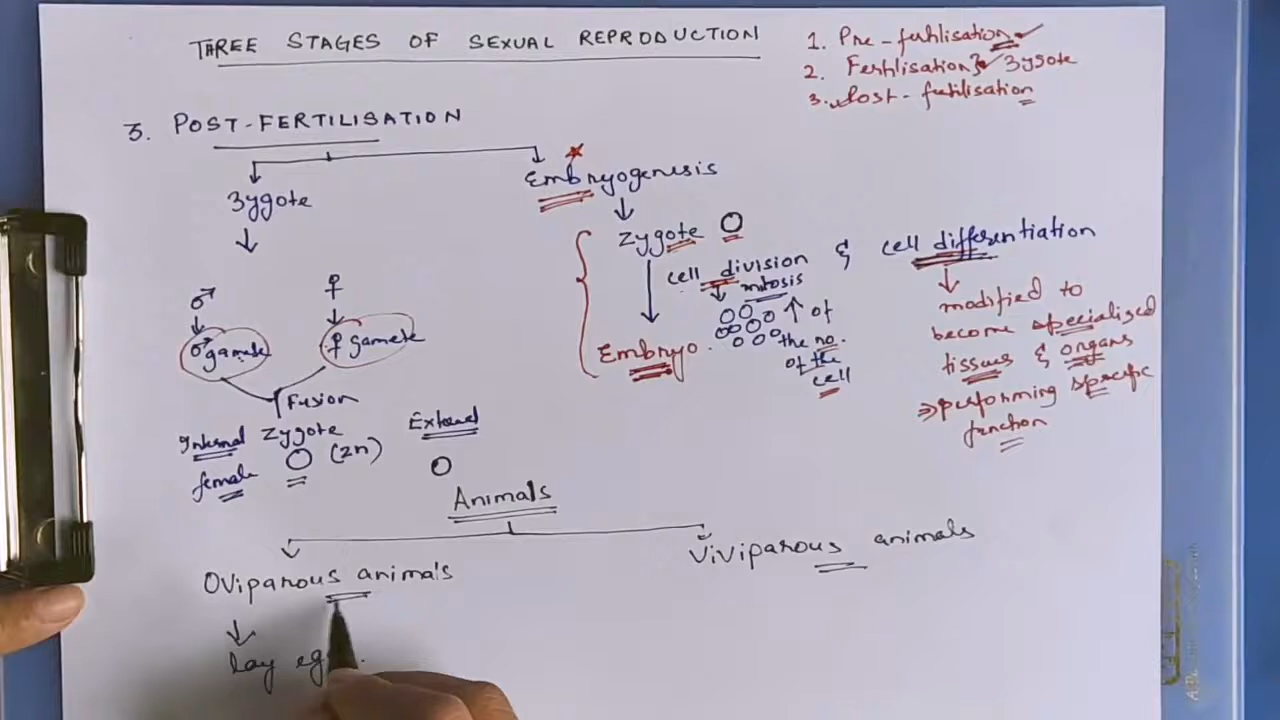 THREE STAGES OF SEXUAL REPRODUCTION
1. Pre-fertilisation
2. Fertilisation } Zygote
3. Post-fertilisation
3. POST-FERTILISATION
Zygote
Embryogenesis
Zygote
cell division & cell differentiation
mitosis
↑ of
the no.
of the
cell
Embryo
modified to
become specialised
tissues & organs
⇒ performing specific
function
♂ ♀
♂ gamete ♀ gamete
Fusion
Internal Zygote External
female (2n)
Animals
Oviparous animals Viviparous animals
lay eg